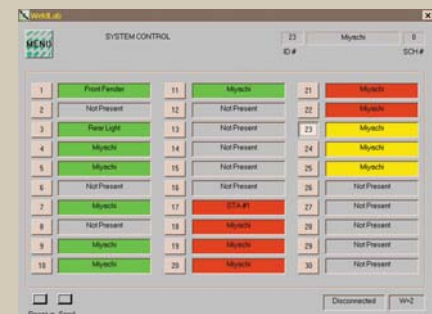 WeldLab
MENU
SYSTEM CONTROL
23 Miyachi 0
ID # SCH #
1 Front Fender 11 Miyachi 21 Miyachi
2 Not Present 12 Not Present 22 Miyachi
3 Rear Light 13 Not Present 23 Miyachi
4 Miyachi 14 Not Present 24 Miyachi
5 Miyachi 15 Not Present 25 Miyachi
6 Not Present 16 Not Present 26 Not Present
7 Miyachi 17 STA #1 27 Not Present
8 Not Present 18 Miyachi 28 Not Present
9 Miyachi 19 Miyachi 29 Not Present
10 Miyachi 20 Miyachi 30 Not Present
Disconnected W=2